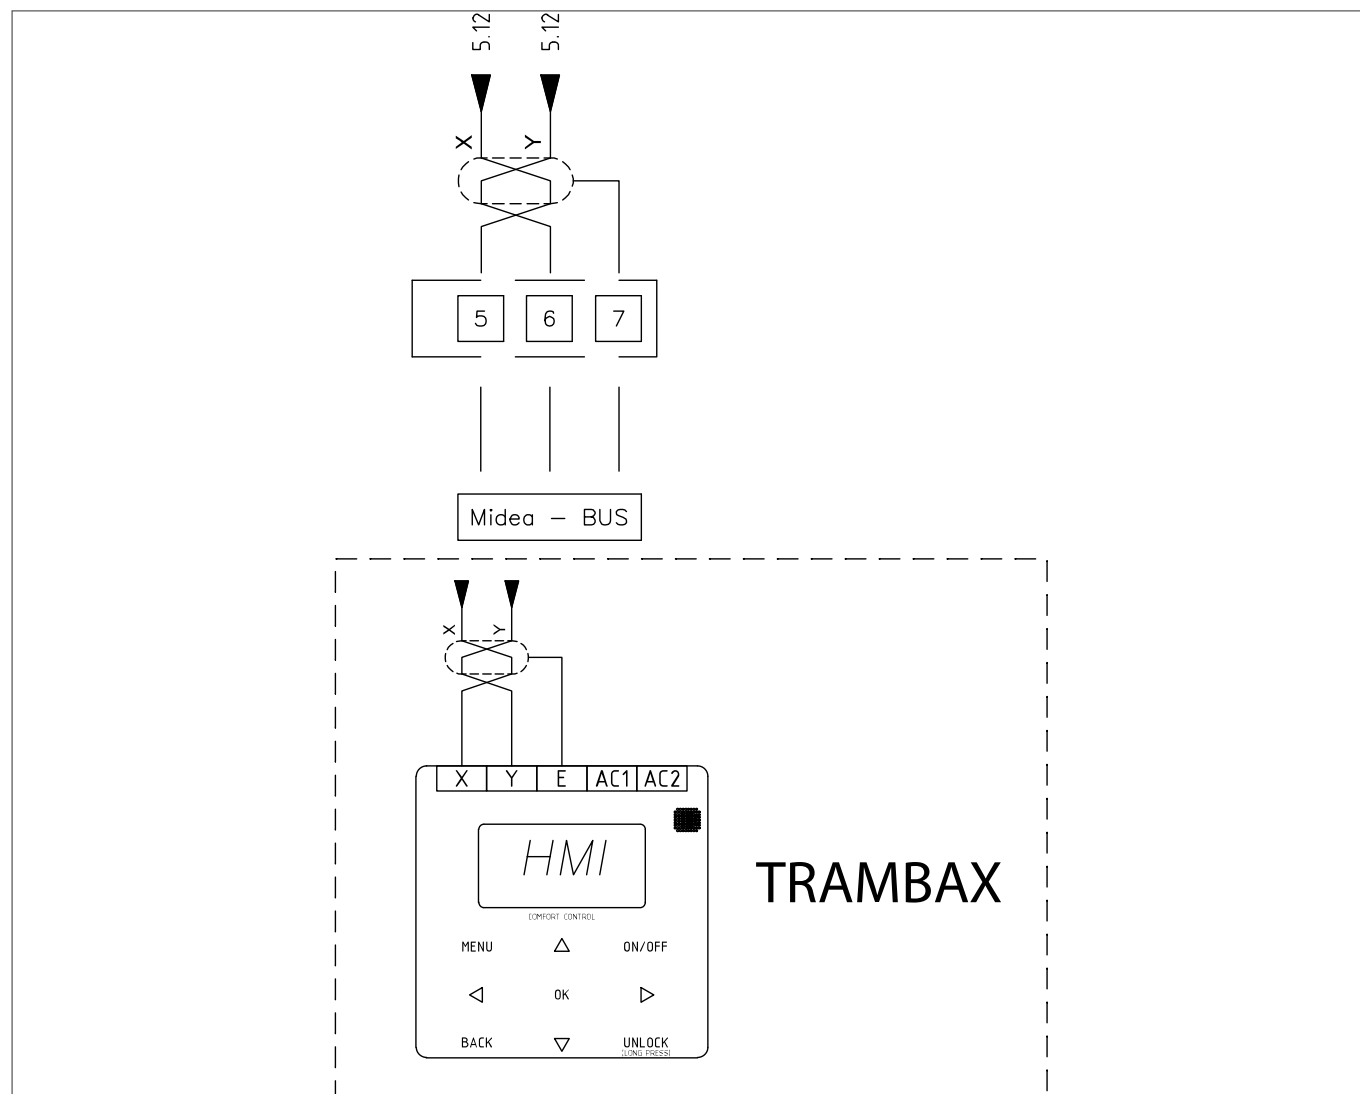 5.12 5.12
X Y
5 6 7
Midea - BUS
X Y
X Y E AC1 AC2
HMI
COMFORT CONTROL
MENU ON/OFF
OK
BACK UNLOCK
(LONG PRESS)
TRAMBAX